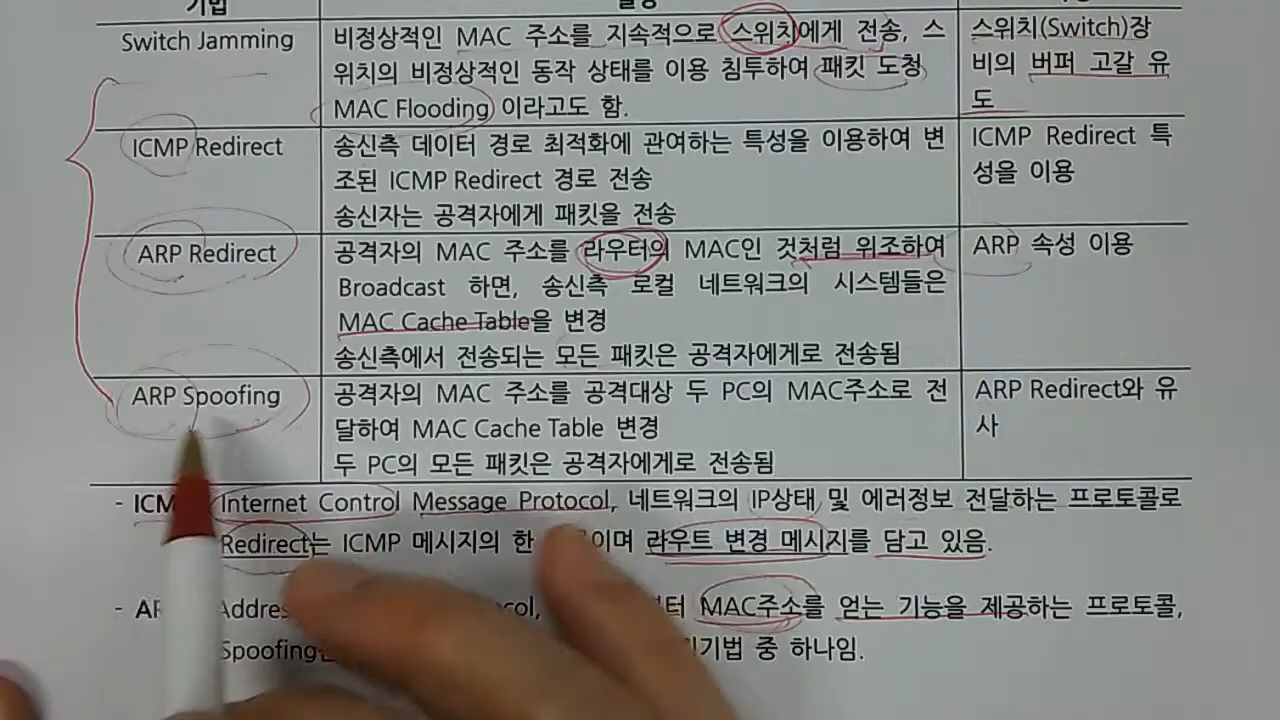 기법 설명
Switch Jamming 비정상적인 MAC 주소를 지속적으로 스위치에게 전송, 스 스위치(Switch)장
위치의 비정상적인 동작 상태를 이용 침투하여 패킷 도청 비의 버퍼 고갈 유
MAC Flooding 이라고도 함. 도
ICMP Redirect 송신측 데이터 경로 최적화에 관여하는 특성을 이용하여 변 ICMP Redirect 특
조된 ICMP Redirect 경로 전송 성을 이용
송신자는 공격자에게 패킷을 전송
ARP Redirect 공격자의 MAC 주소를 라우터의 MAC인 것처럼 위조하여 ARP 속성 이용
Broadcast 하면, 송신측 로컬 네트워크의 시스템들은
MAC Cache Table을 변경
송신측에서 전송되는 모든 패킷은 공격자에게로 전송됨
ARP Spoofing 공격자의 MAC 주소를 공격대상 두 PC의 MAC주소로 전 ARP Redirect와 유
달하여 MAC Cache Table 변경 사
두 PC의 모든 패킷은 공격자에게로 전송됨
- ICM Internet Control Message Protocol, 네트워크의 IP상태 및 에러정보 전달하는 프로토콜로
Redirect는 ICMP 메시지의 한 이며 라우트 변경 메시지를 담고 있음.
- AR Addres col, 터 MAC주소를 얻는 기능을 제공하는 프로토콜,
Spoofing은 기법 중 하나임.